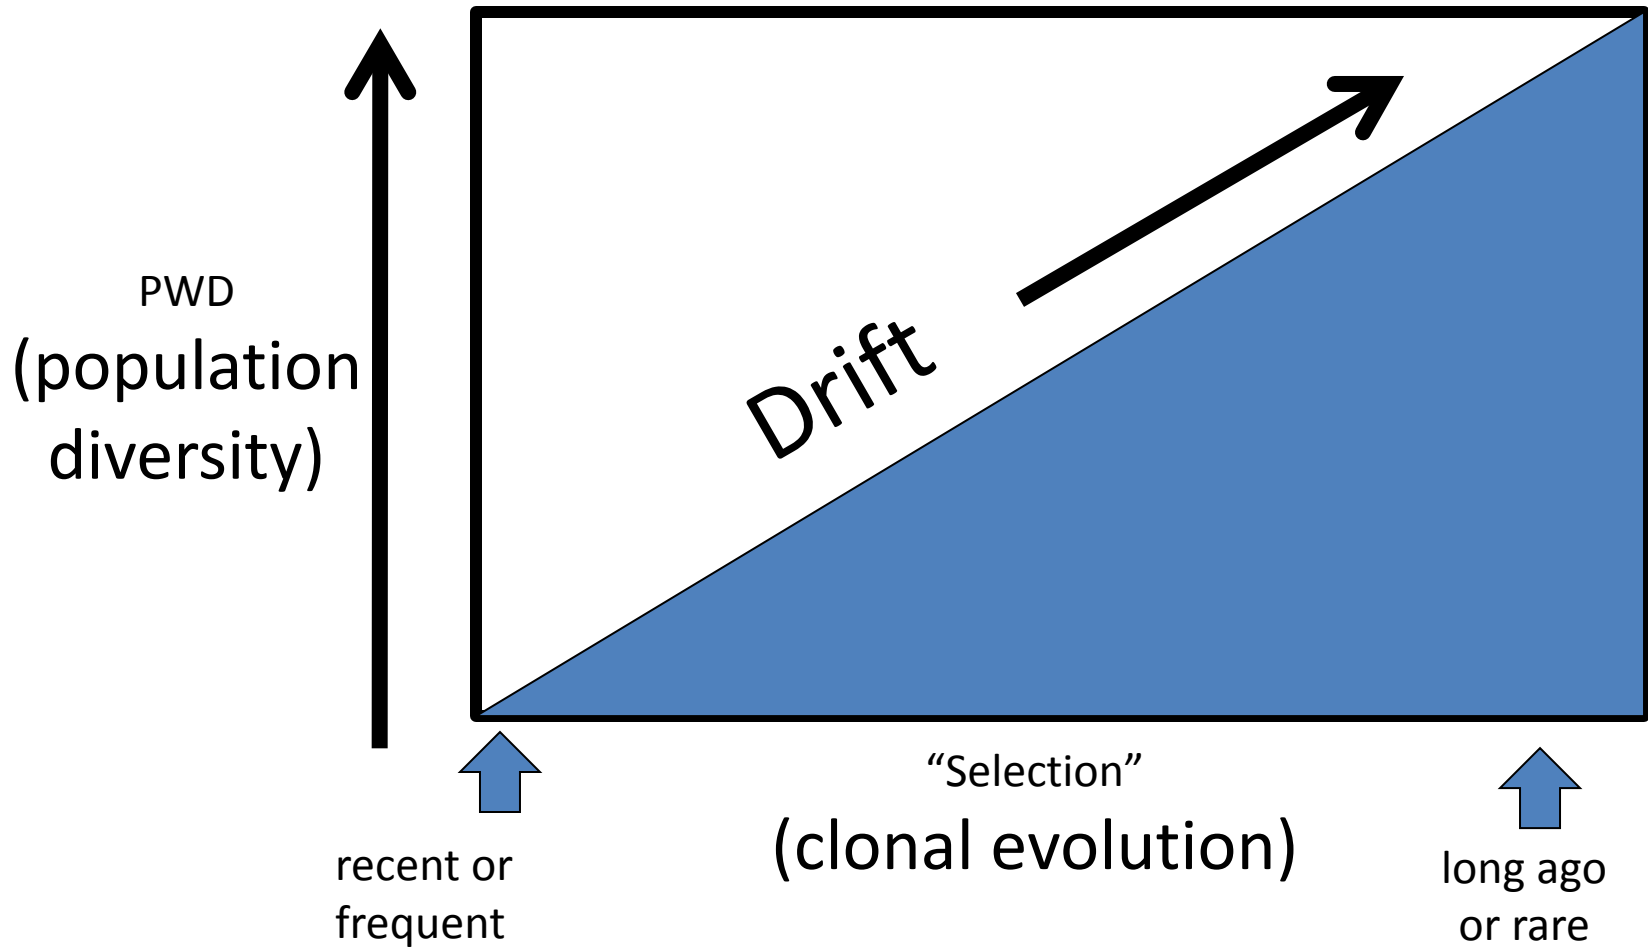 PWD
(population
diversity)
Drift
“Selection”
(clonal evolution)
recent or
frequent
long ago
or rare